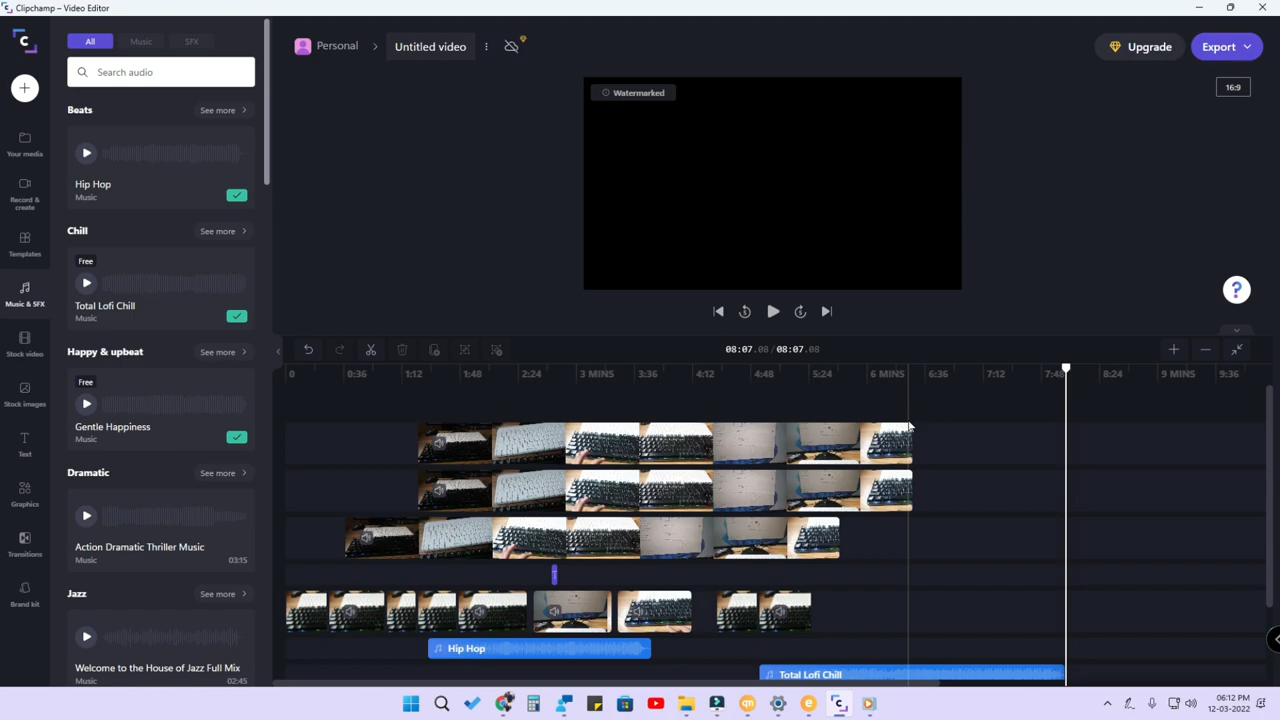 Clipchamp – Video Editor
All
Music
SFX
Personal
Untitled video
Upgrade
Export
Search audio
Watermarked
16:9
Beats
See more
Your media
Hip Hop
Music
Record &
create
Chill
See more
Templates
Free
Music & SFX
Total Lofi Chill
Music
Stock video
Happy & upbeat
See more
08:07.08 / 08:07.08
0
0:36
1:12
1:48
2:24
3 MINS
3:36
4:12
4:48
5:24
6 MINS
6:36
7:12
7:48
8:24
9 MINS
9:36
Free
Stock images
Gentle Happiness
Music
Text
Dramatic
See more
Graphics
Action Dramatic Thriller Music
Music
03:15
Transitions
T
Jazz
See more
Brand kit
Hip Hop
Welcome to the House of Jazz Full Mix
Music
02:45
Total Lofi Chill
06:12 PM
12-03-2022